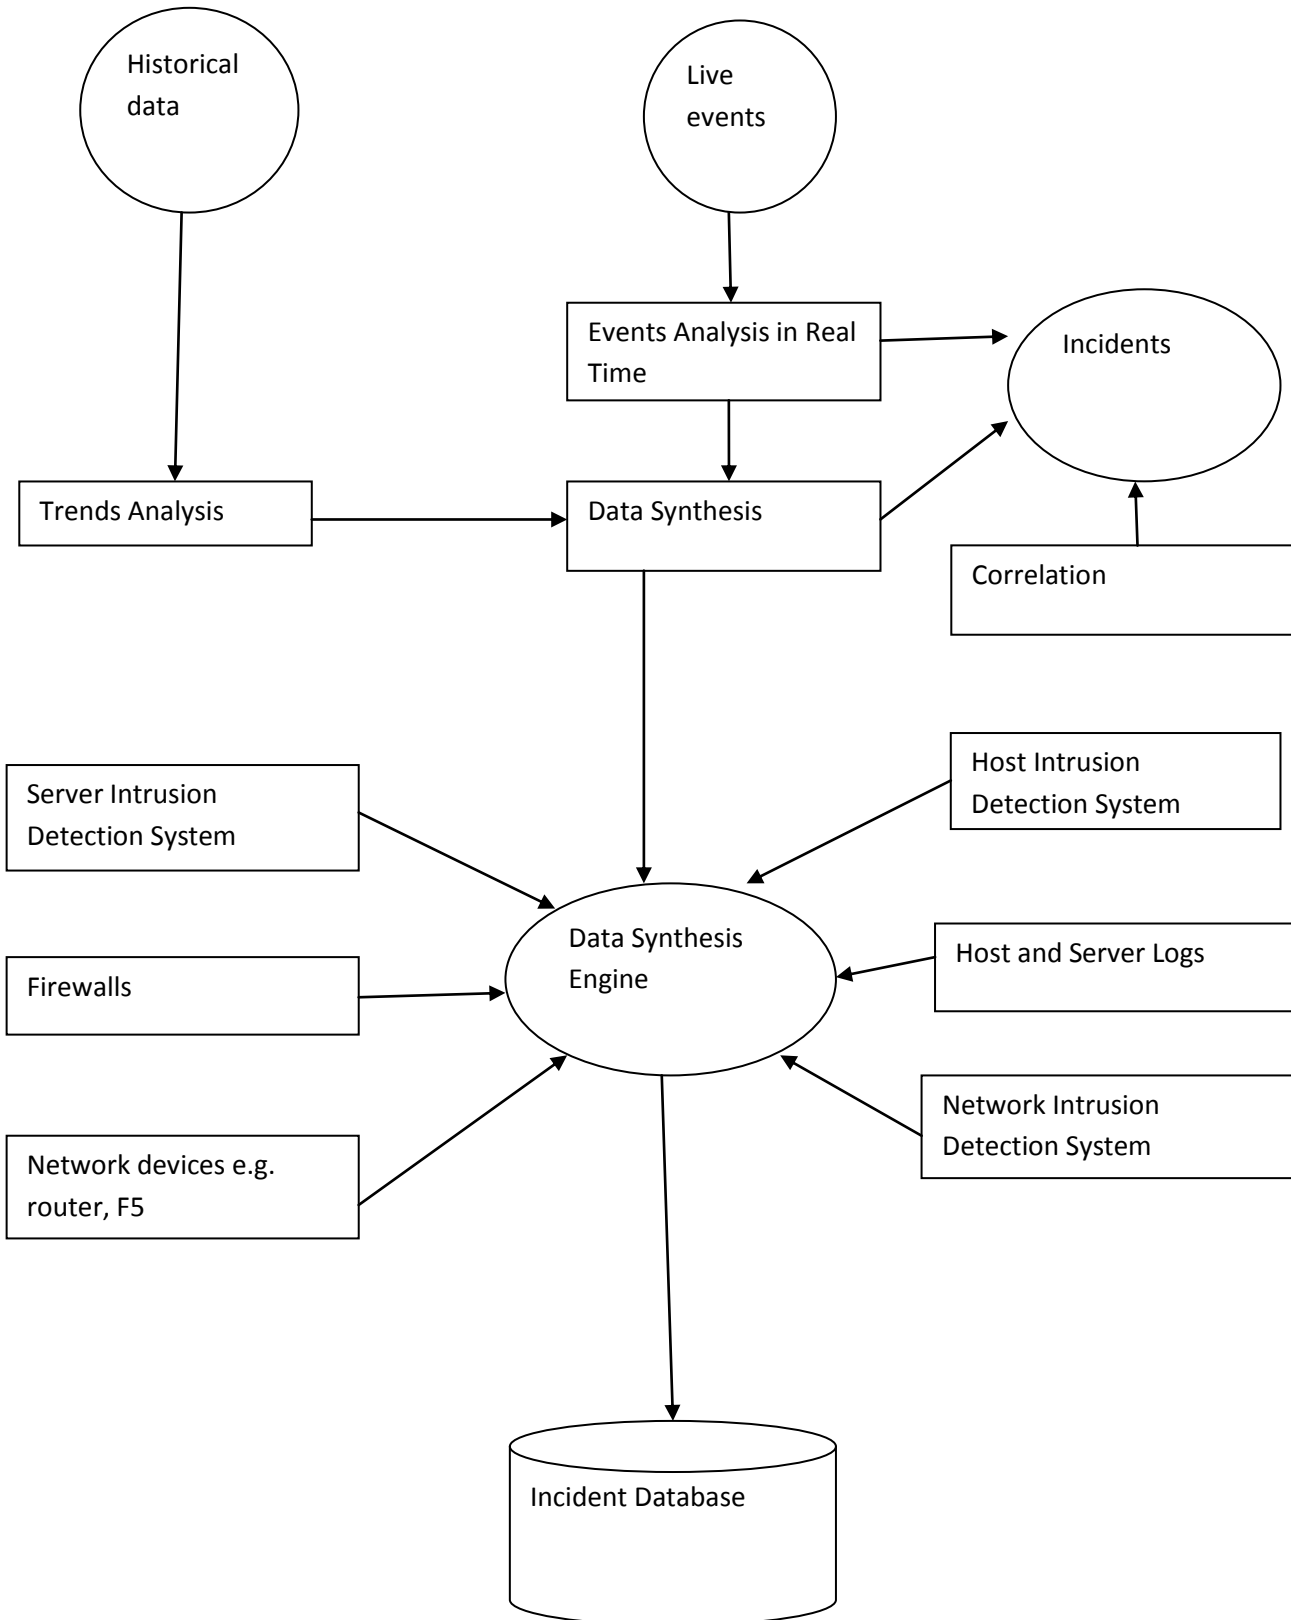 Historical
data
Live
events
Events Analysis in Real
Time
Incidents
Trends Analysis
Data Synthesis
Correlation
Server Intrusion
Detection System
Host Intrusion
Detection System
Data Synthesis
Engine
Firewalls
Host and Server Logs
Network devices e.g.
router, F5
Network Intrusion
Detection System
Incident Database